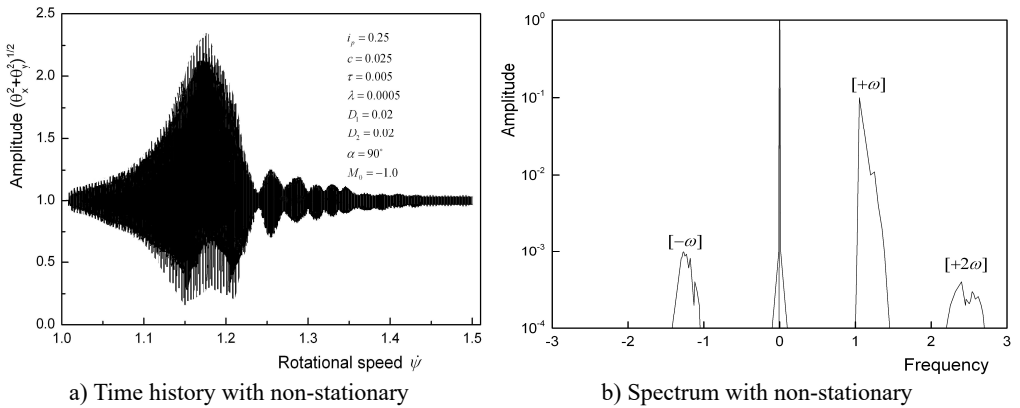 Amplitude (θₓ²+θᵧ²)¹/²
2.5
2.0
1.5
1.0
0.5
0.0
1.0 1.1 1.2 1.3 1.4 1.5
Rotational speed ψ̇
iₚ = 0.25
c = 0.025
τ = 0.005
λ = 0.0005
D₁ = 0.02
D₂ = 0.02
α = 90°
M₀ = −1.0
a) Time history with non-stationary
Amplitude
10⁰
10⁻¹
10⁻²
10⁻³
10⁻⁴
-3 -2 -1 0 1 2 3
Frequency
[−ω]
[+ω]
[+2ω]
b) Spectrum with non-stationary